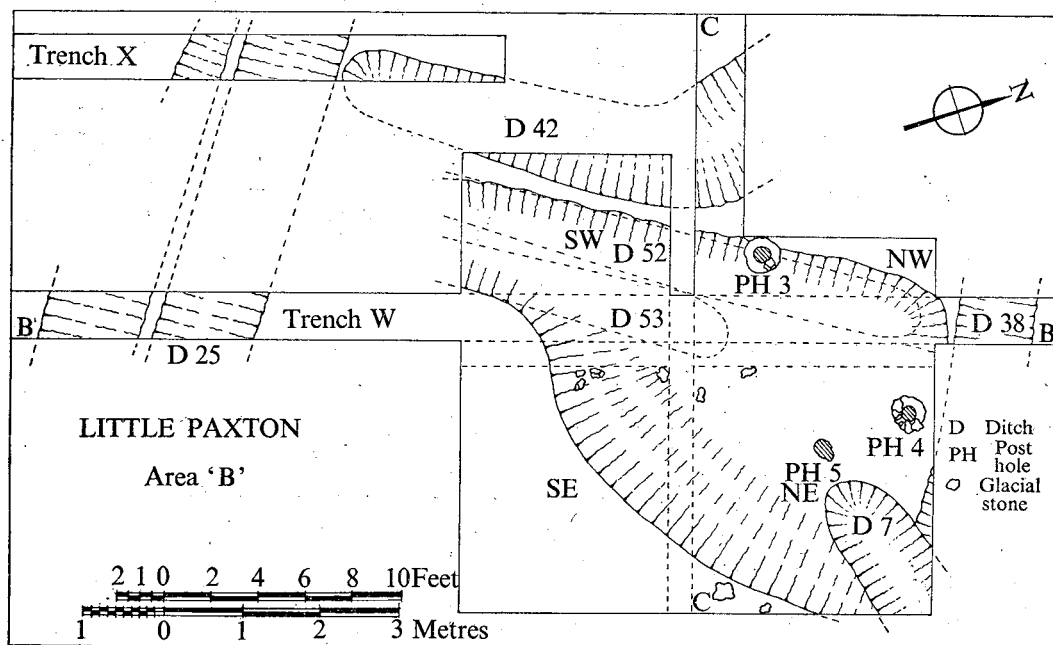 C
Trench X
N
D 42
SW
D 52
NW
PH 3
B
Trench W
D 53
D 38
B
D 25
LITTLE PAXTON
Area ‘B’
PH 4
D Ditch
PH Post
hole
Glacial
stone
PH 5
SE
NE
D 7
2 1 0 2 4 6 8 10 Feet
C
1 0 1 2 3 Metres